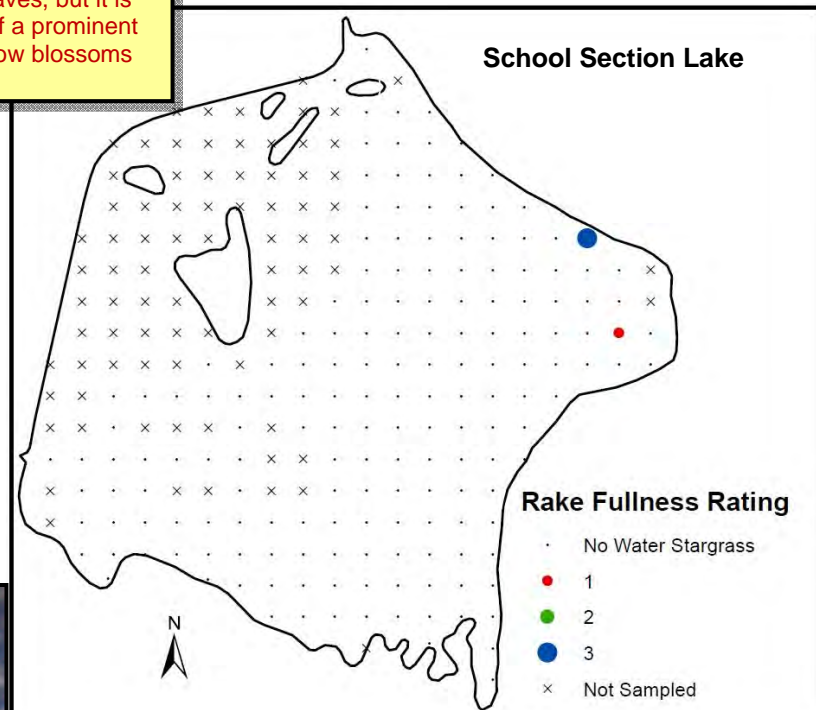 aves, but it is
f a prominent
ow blossoms
School Section Lake
Rake Fullness Rating
No Water Stargrass
1
2
3
Not Sampled
N